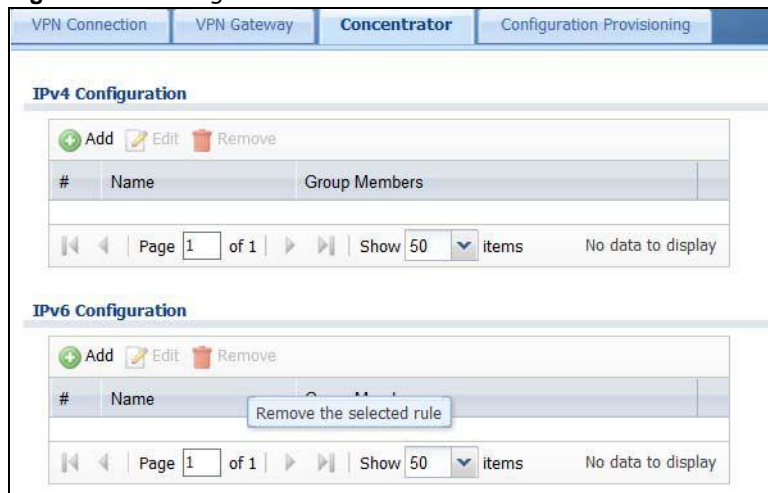 VPN Connection VPN Gateway Concentrator Configuration Provisioning
IPv4 Configuration
Add Edit Remove
# Name Group Members
Page 1 of 1 Show 50 items No data to display
IPv6 Configuration
Add Edit Remove
# Name
Remove the selected rule
Page 1 of 1 Show 50 items No data to display